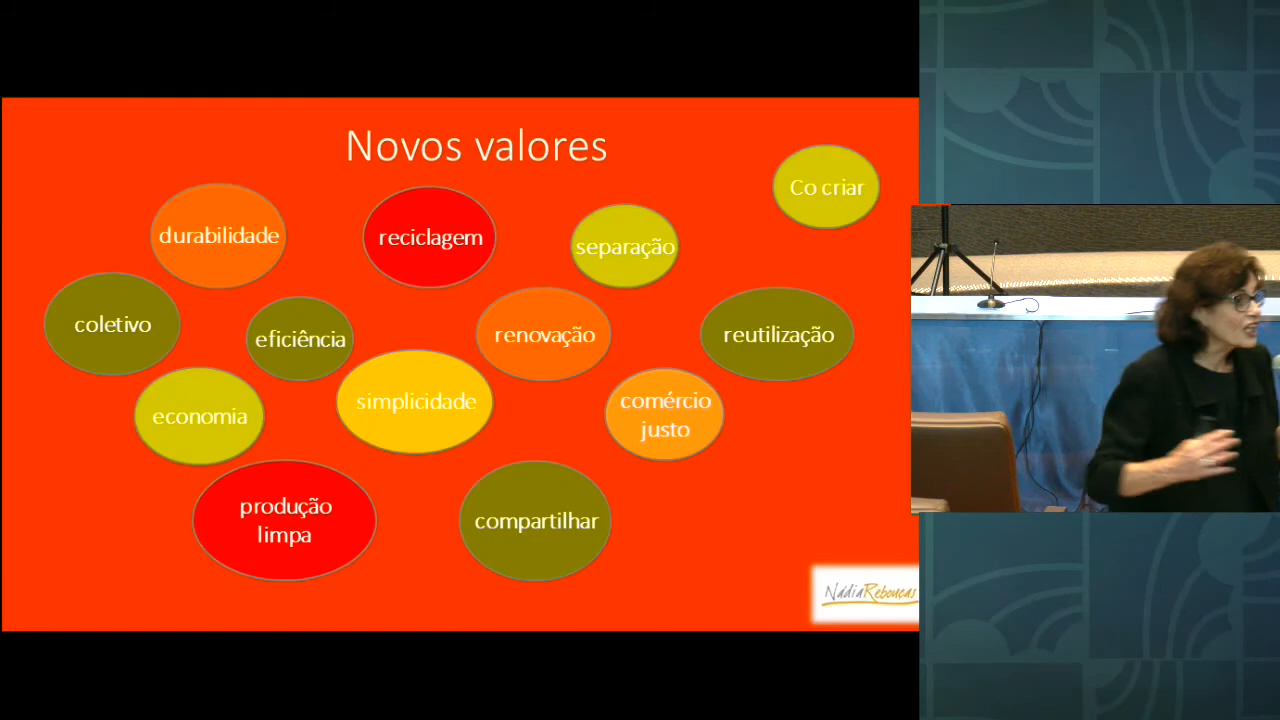 Novos valores
Co criar
durabilidade
reciclagem
separação
coletivo
eficiência
renovação
reutilização
economia
simplicidade
comércio
justo
produção
limpa
compartilhar
NádiaRebouças